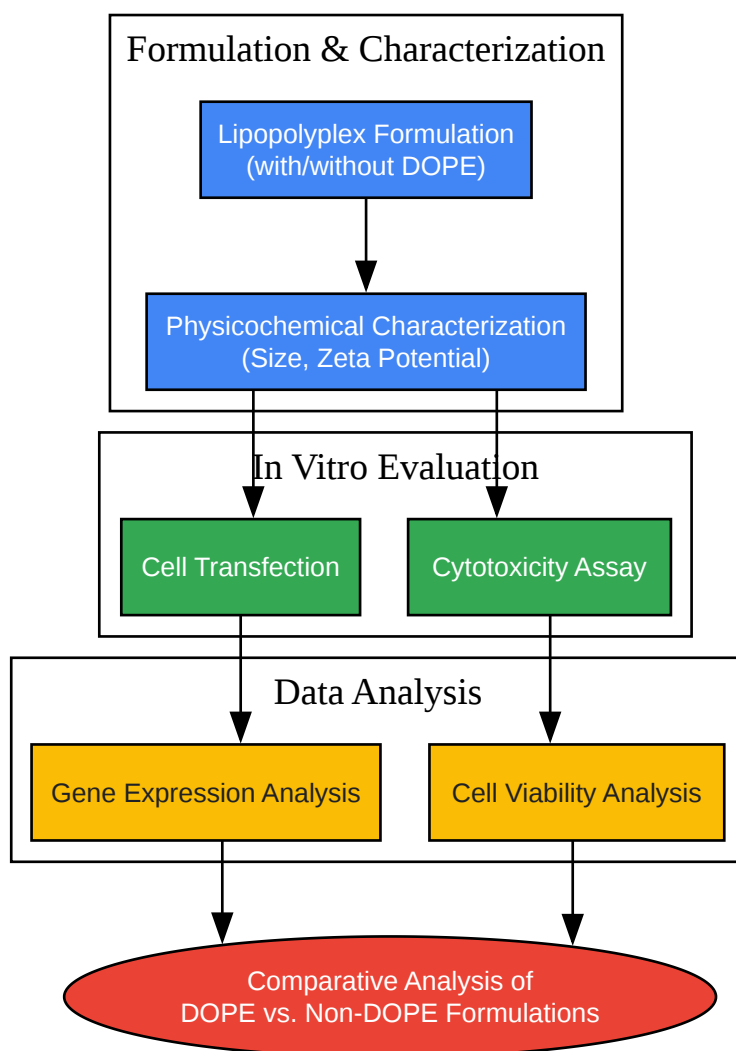 Formulation & Characterization
Lipopolyplex Formulation
(with/without DOPE)
Physicochemical Characterization
(Size, Zeta Potential)
In Vitro Evaluation
Cell Transfection
Cytotoxicity Assay
Data Analysis
Gene Expression Analysis
Cell Viability Analysis
Comparative Analysis of
DOPE vs. Non-DOPE Formulations